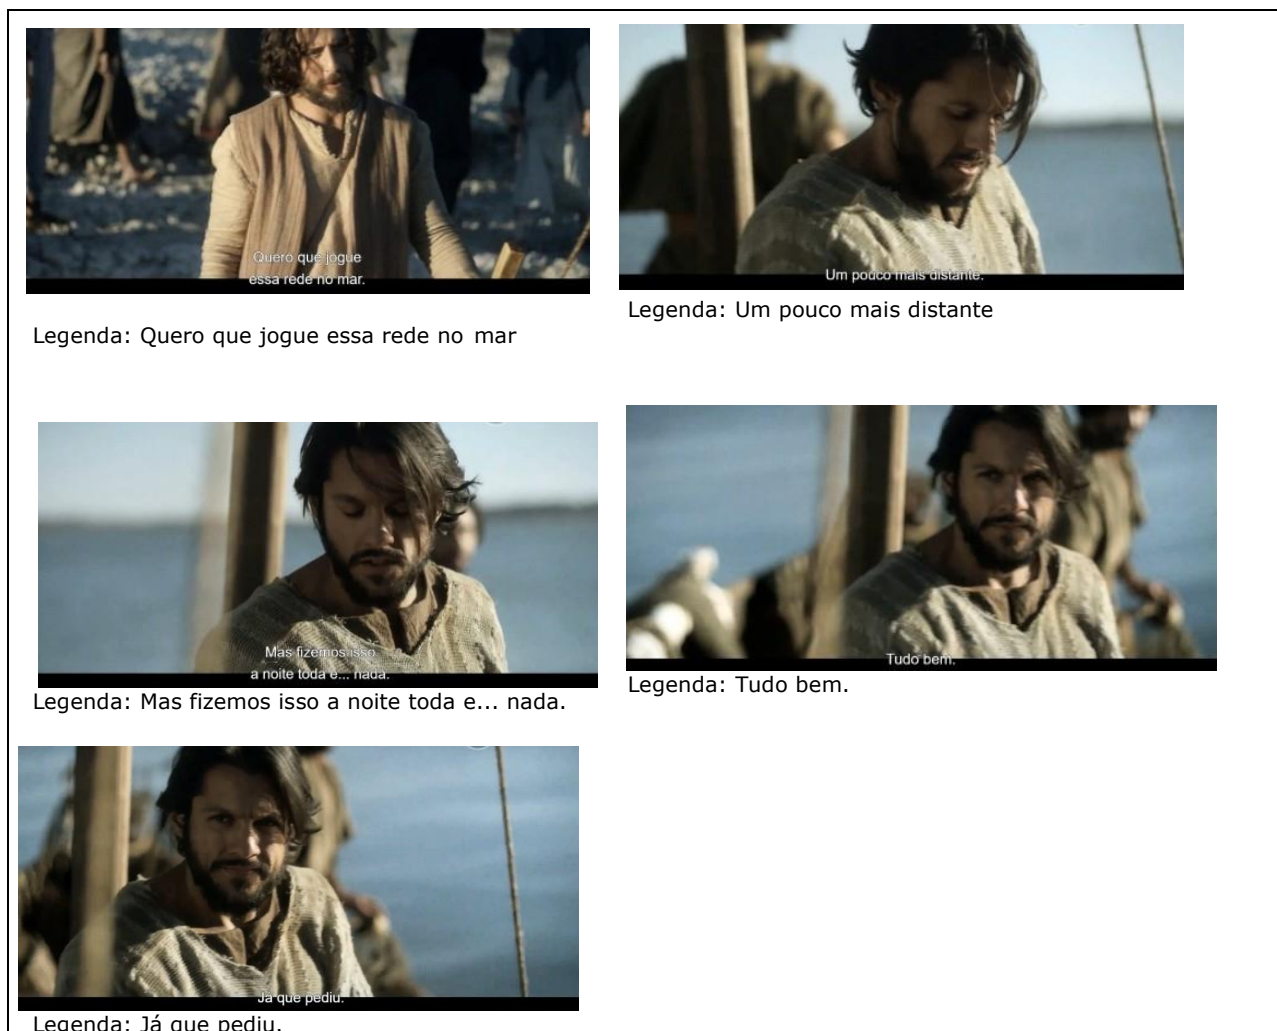 Quero que jogue
essa rede no mar.
Um pouco mais distante.
Legenda: Quero que jogue essa rede no mar
Legenda: Um pouco mais distante
Mas fizemos isso
a noite toda e... nada.
Tudo bem.
Legenda: Mas fizemos isso a noite toda e... nada.
Legenda: Tudo bem.
Já que pediu.
Legenda: Já que pediu.